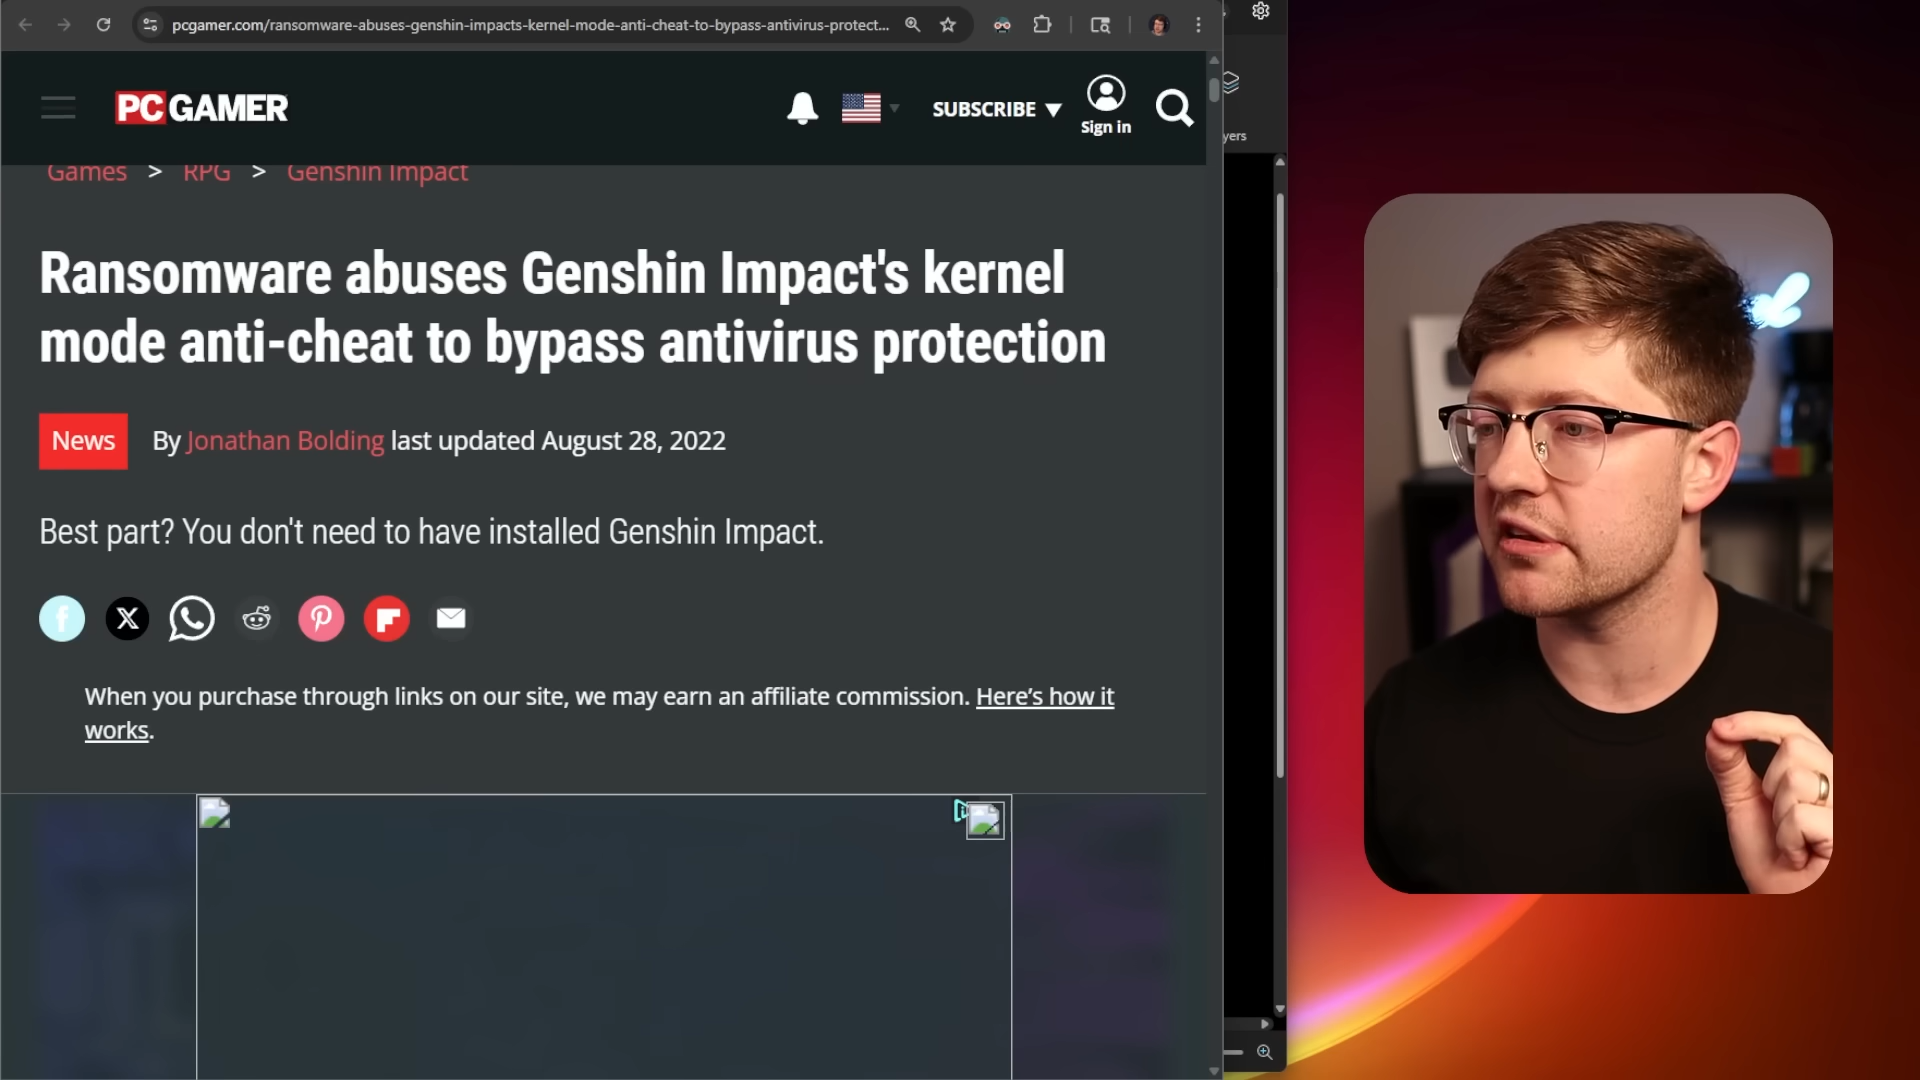 pcgamer.com/ransomware-abuses-genshin-impacts-kernel-mode-anti-cheat-to-bypass-antivirus-protect...
PC GAMER
SUBSCRIBE
Sign in
yers
Games > RPG > Genshin Impact
Ransomware abuses Genshin Impact's kernel
mode anti-cheat to bypass antivirus protection
News
By Jonathan Bolding last updated August 28, 2022
Best part? You don't need to have installed Genshin Impact.
When you purchase through links on our site, we may earn an affiliate commission. Here's how it
works.